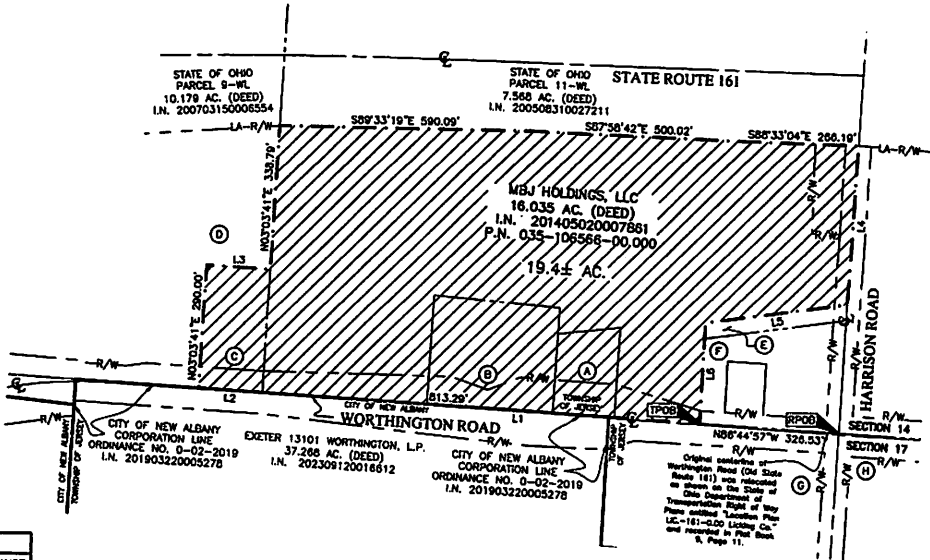 ℄
STATE OF OHIO
PARCEL 9-WL
10.179 AC. (DEED)
I.N. 200703150006554
STATE OF OHIO
PARCEL 11-WL
7.568 AC. (DEED)
I.N. 200508310027211
STATE ROUTE 161
LA-R/W
S89°33'19"E 590.09'
S87°58'42"E 500.02'
S88°33'04"E 266.19'
LA-R/W
N03°03'41"E 338.79'
MBJ HOLDINGS, LLC
16.035 AC. (DEED)
I.N. 201405020007861
P.N. 035-106566-00.000
19.4± AC.
R/W
R/W
L4
HARRISON ROAD
D
L3
N03°03'41"E 290.00'
L5
℄
F
E
L6
R/W
C
B
R/W
A
R/W
R/W
℄
L2
CITY OF NEW ALBANY
813.29'
L1
TOWNSHIP
OF JERSEY
℄
TPOB
R/W
RPOB
R/W
SECTION 14
SECTION 17
R/W
R/W
WORTHINGTON ROAD
R/W
N86°44'57"W 326.53'
R/W
CITY OF NEW ALBANY
TOWNSHIP OF JERSEY
CITY OF NEW ALBANY
CORPORATION LINE
ORDINANCE NO. O-02-2019
I.N. 201903220005278
EXETER 13101 WORTHINGTON, L.P.
37.268 AC. (DEED)
I.N. 202309120016612
CITY OF NEW ALBANY
CORPORATION LINE
ORDINANCE NO. O-02-2019
I.N. 201903220005278
TOWNSHIP
OF JERSEY
Original centerline of
Worthington Road (Old State
Route 161) was relocated
as shown on the State of
Ohio Department of
Transportation Right of Way
Plans entitled "Location Plan
LIC.-161-0.00 Licking Co."
and recorded in Plat Book
9, Page 11.
G
R/W
R/W
H